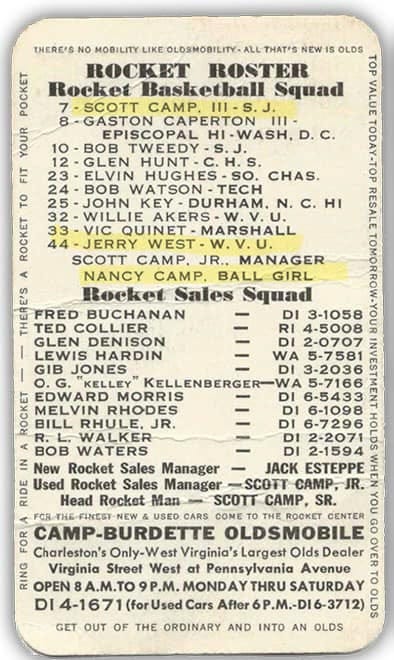 THERE'S NO MOBILITY LIKE OLDSMOBILITY - ALL THAT'S NEW IS OLDS
ROCKET ROSTER
Rocket Basketball Squad
7 - SCOTT CAMP, III - S. J.
8 - GASTON CAPERTON III -
EPISCOPAL HI - WASH, D. C.
10 - BOB TWEEDY - S. J.
12 - GLEN HUNT - C. H. S.
23 - ELVIN HUGHES - SO. CHAS.
24 - BOB WATSON - TECH
25 - JOHN KEY - DURHAM, N. C. HI
32 - WILLIE AKERS - W. V. U.
33 - VIC QUINET - MARSHALL
44 - JERRY WEST - W. V. U.
SCOTT CAMP, JR., MANAGER
NANCY CAMP, BALL GIRL
Rocket Sales Squad
FRED BUCHANAN — DI 3-1058
TED COLLIER — RI 4-5008
GLEN DENISON — DI 2-0707
LEWIS HARDIN — WA 5-7581
GIB JONES — DI 3-2036
O. G. "KELLEY" KELLENBERGER — WA 5-7166
EDWARD MORRIS — DI 6-5433
MELVIN RHODES — DI 6-1098
BILL RHULE, JR. — DI 6-7296
R. L. WALKER — DI 2-2071
BOB WATERS — DI 2-1594
New Rocket Sales Manager — JACK ESTEPPE
Used Rocket Sales Manager — SCOTT CAMP, JR.
Head Rocket Man — SCOTT CAMP, SR.
FOR THE FINEST NEW & USED CARS COME TO THE ROCKET CENTER
CAMP-BURDETTE OLDSMOBILE
Charleston's Only-West Virginia's Largest Olds Dealer
Virginia Street West at Pennsylvania Avenue
OPEN 8 A.M. TO 9 P.M. MONDAY THRU SATURDAY
DI 4-1671 (for Used Cars After 6 P.M.-DI 6-3712)
GET OUT OF THE ORDINARY AND INTO AN OLDS
RING FOR A RIDE IN A ROCKET — THERE'S A ROCKET TO FIT YOUR POCKET
TOP VALUE TODAY-TOP RESALE TOMORROW-YOUR INVESTMENT HOLDS WHEN YOU GO OVER TO OLDS